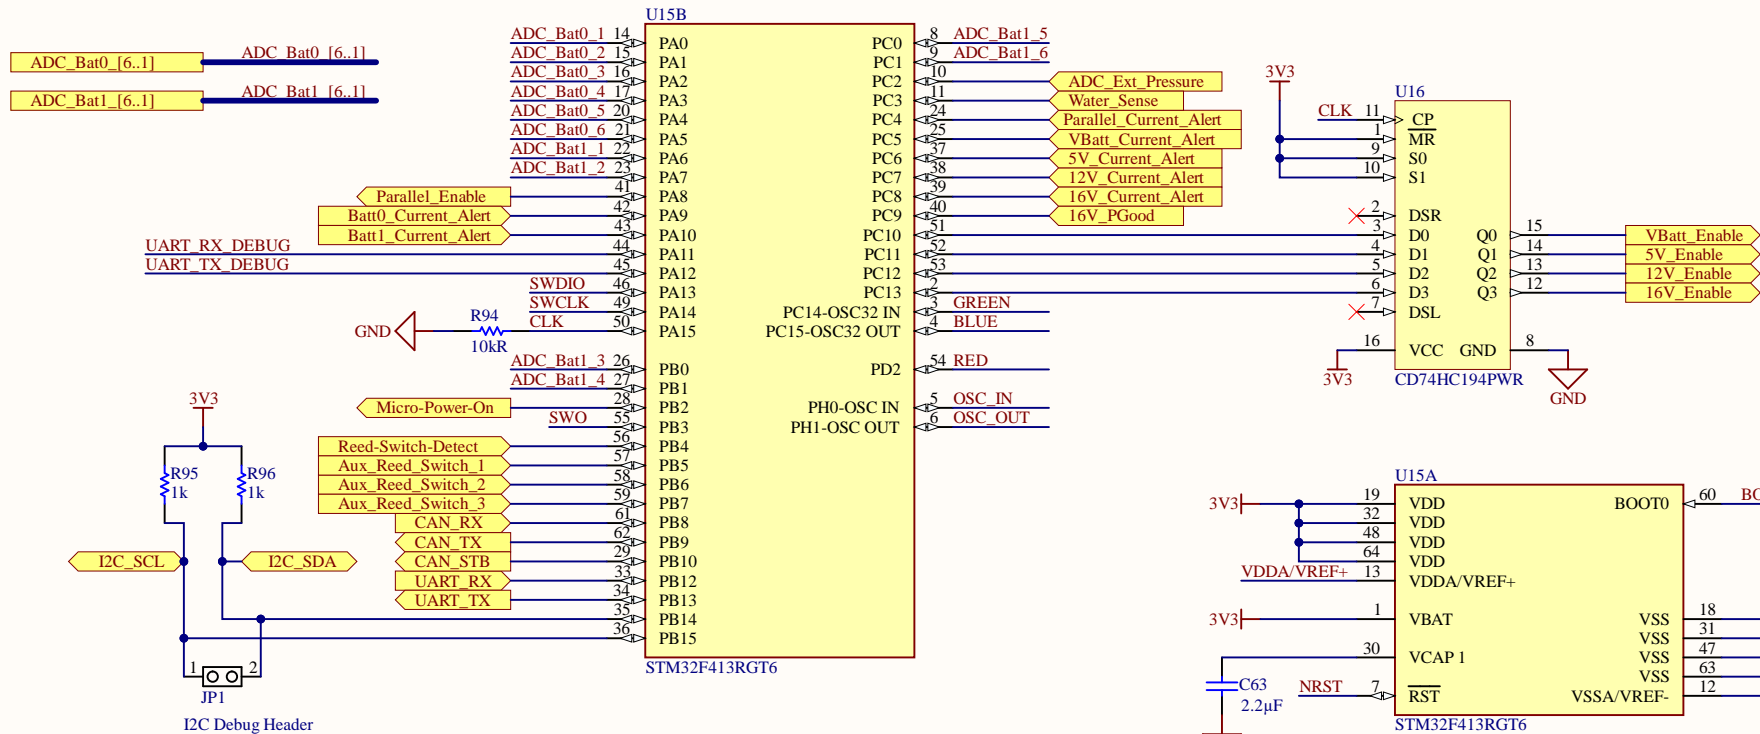 U15B
ADC_Bat0_[6..1] ADC_Bat0_[6..1]
ADC_Bat1_[6..1] ADC_Bat1_[6..1]
ADC_Bat0_1 14 PA0
ADC_Bat0_2 15 PA1
ADC_Bat0_3 16 PA2
ADC_Bat0_4 17 PA3
ADC_Bat0_5 20 PA4
ADC_Bat0_6 21 PA5
ADC_Bat1_1 22 PA6
ADC_Bat1_2 23 PA7
Parallel_Enable 41 PA8
Batt0_Current_Alert 42 PA9
Batt1_Current_Alert 43 PA10
UART_RX_DEBUG 44 PA11
UART_TX_DEBUG 45 PA12
SWDIO 46 PA13
SWCLK 49 PA14
GND R94 10kR CLK 50 PA15
ADC_Bat1_3 26 PB0
ADC_Bat1_4 27 PB1
Micro-Power-On 28 PB2
SWO 55 PB3
Reed-Switch-Detect 56 PB4
Aux_Reed_Switch_1 57 PB5
Aux_Reed_Switch_2 58 PB6
Aux_Reed_Switch_3 59 PB7
CAN_RX 61 PB8
CAN_TX 62 PB9
CAN_STB 29 PB10
UART_RX 33 PB12
UART_TX 34 PB13
35 PB14
36 PB15
STM32F413RGT6
PC0 8 ADC_Bat1_5
PC1 9 ADC_Bat1_6
PC2 10 ADC_Ext_Pressure
PC3 11 Water_Sense
PC4 24 Parallel_Current_Alert
PC5 25 VBatt_Current_Alert
PC6 37 5V_Current_Alert
PC7 38 12V_Current_Alert
PC8 39 16V_Current_Alert
PC9 40 16V_PGood
PC10 51
PC11 52
PC12 53
PC13 2
PC14-OSC32 IN 3 GREEN
PC15-OSC32 OUT 4 BLUE
PD2 54 RED
PH0-OSC IN 5 OSC_IN
PH1-OSC OUT 6 OSC_OUT
3V3
R95 1k
R96 1k
I2C_SCL I2C_SDA
1 2
JP1
I2C Debug Header
3V3
U16
CLK 11 CP
1 MR
9 S0
10 S1
2 DSR
3 D0 Q0 15 VBatt_Enable
4 D1 Q1 14 5V_Enable
5 D2 Q2 13 12V_Enable
6 D3 Q3 12 16V_Enable
7 DSL
16 VCC GND 8
3V3 CD74HC194PWR
GND
U15A
3V3 19 VDD BOOT0 60 BO
32 VDD
48 VDD
64 VDD
VDDA/VREF+ 13 VDDA/VREF+
3V3 1 VBAT VSS 18
VSS 31
30 VCAP 1 VSS 47
VSS 63
C63 2.2µF
NRST 7 RST VSSA/VREF- 12
STM32F413RGT6